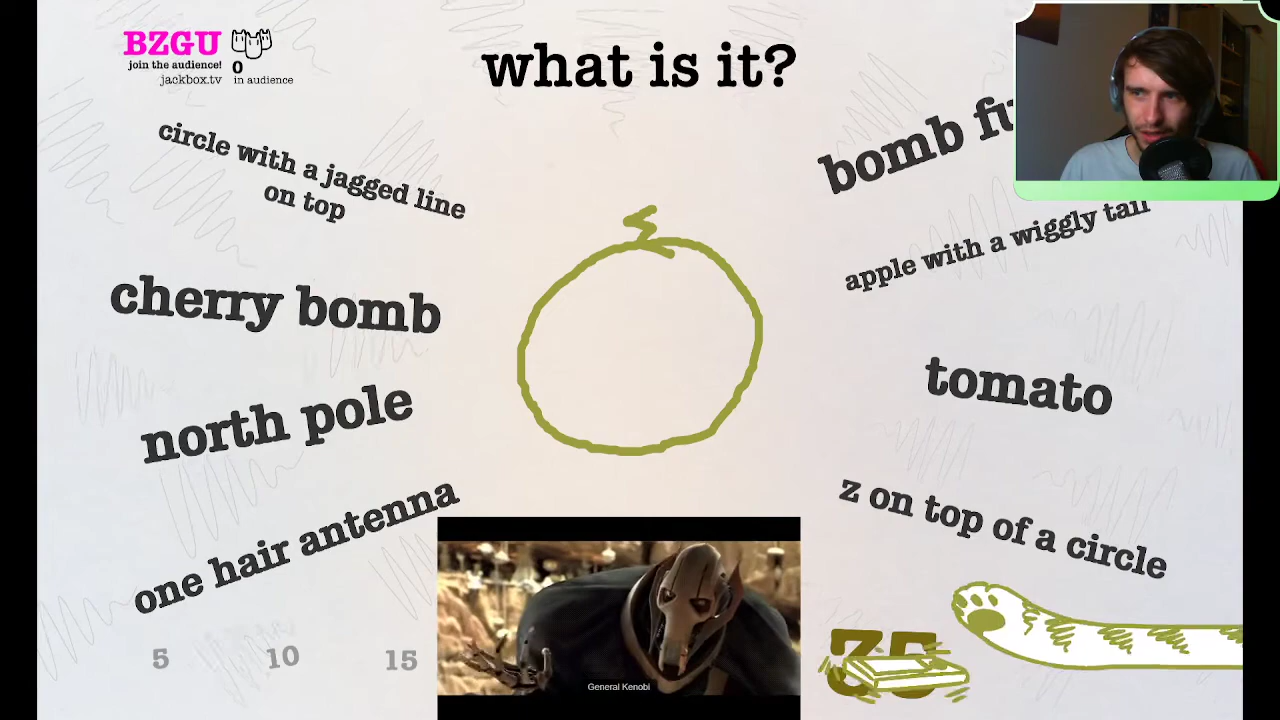 BZGU
join the audience!
jackbox.tv
0
in audience
what is it?
circle with a jagged line
on top
cherry bomb
north pole
one hair antenna
5 10 15
bomb
apple with a wiggly tail
tomato
z on top of a circle
General Kenobi